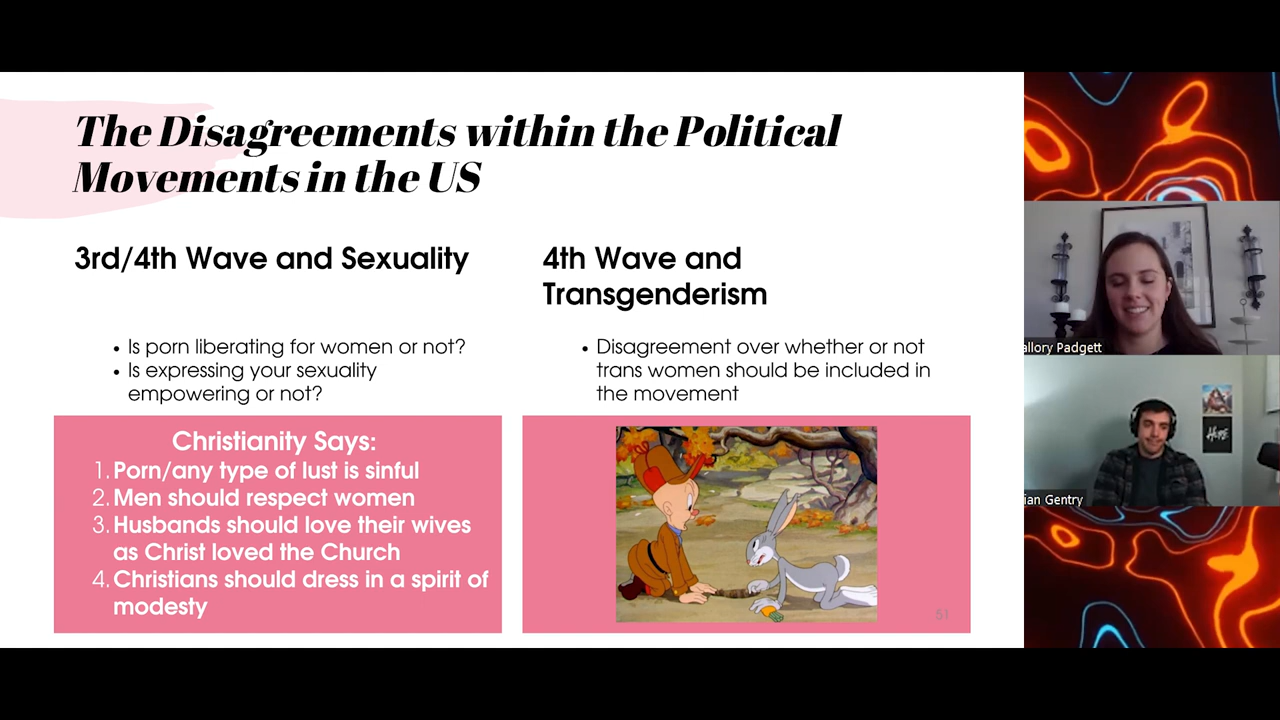 The Disagreements within the Political
Movements in the US
3rd/4th Wave and Sexuality
• Is porn liberating for women or not?
• Is expressing your sexuality
empowering or not?
Christianity Says:
1. Porn/any type of lust is sinful
2. Men should respect women
3. Husbands should love their wives
as Christ loved the Church
4. Christians should dress in a spirit of
modesty
4th Wave and
Transgenderism
• Disagreement over whether or not
trans women should be included in
the movement
51
allory Padgett
ian Gentry
HERE